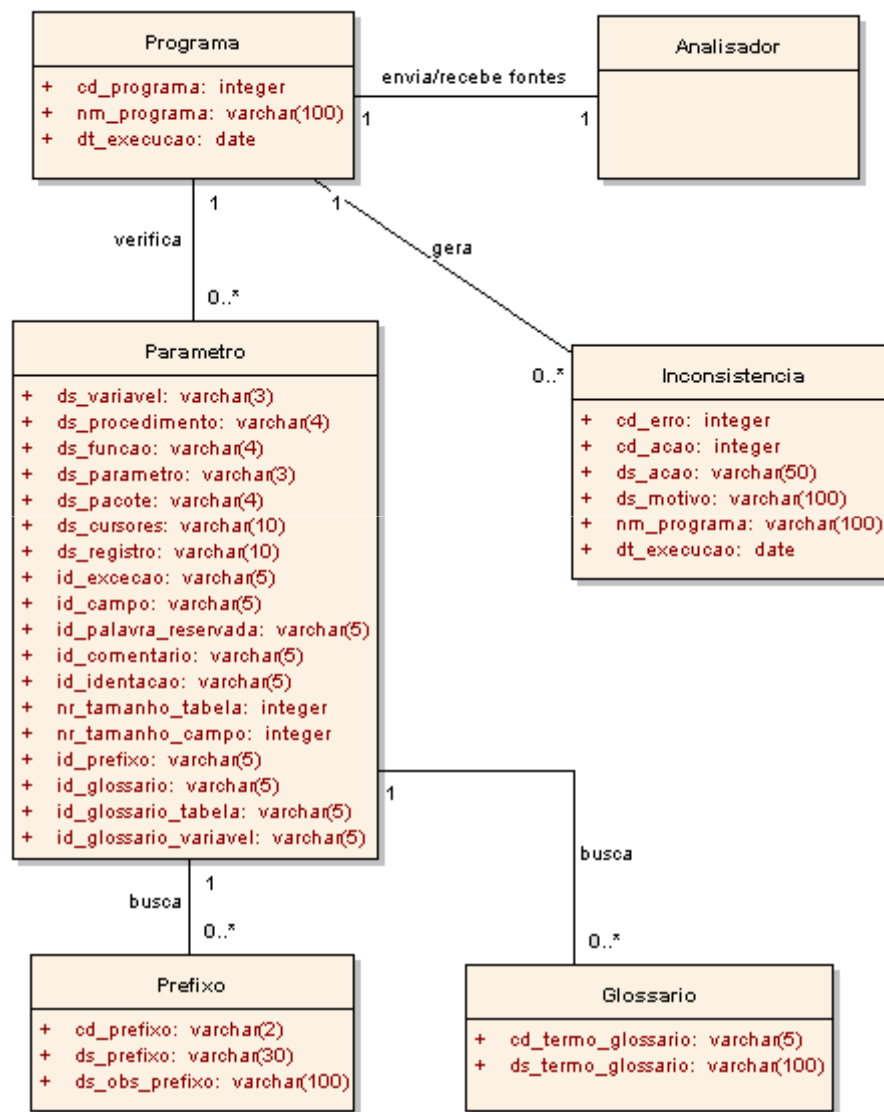 Programa
+ cd_programa: integer
+ nm_programa: varchar(100)
+ dt_execucao: date
envia/recebe fontes
1
1
Analisador
1
verifica
0..*
1
gera
0..*
Parametro
+ ds_variavel: varchar(3)
+ ds_procedimento: varchar(4)
+ ds_funcao: varchar(4)
+ ds_parametro: varchar(3)
+ ds_pacote: varchar(4)
+ ds_cursores: varchar(10)
+ ds_registro: varchar(10)
+ id_excecao: varchar(5)
+ id_campo: varchar(5)
+ id_palavra_reservada: varchar(5)
+ id_comentario: varchar(5)
+ id_identacao: varchar(5)
+ nr_tamanho_tabela: integer
+ nr_tamanho_campo: integer
+ id_prefixo: varchar(5)
+ id_glossario: varchar(5)
+ id_glossario_tabela: varchar(5)
+ id_glossario_variavel: varchar(5)
Inconsistencia
+ cd_erro: integer
+ cd_acao: integer
+ ds_acao: varchar(50)
+ ds_motivo: varchar(100)
+ nm_programa: varchar(100)
+ dt_execucao: date
1
busca
0..*
1
busca
0..*
Prefixo
+ cd_prefixo: varchar(2)
+ ds_prefixo: varchar(30)
+ ds_obs_prefixo: varchar(100)
Glossario
+ cd_termo_glossario: varchar(5)
+ ds_termo_glossario: varchar(100)